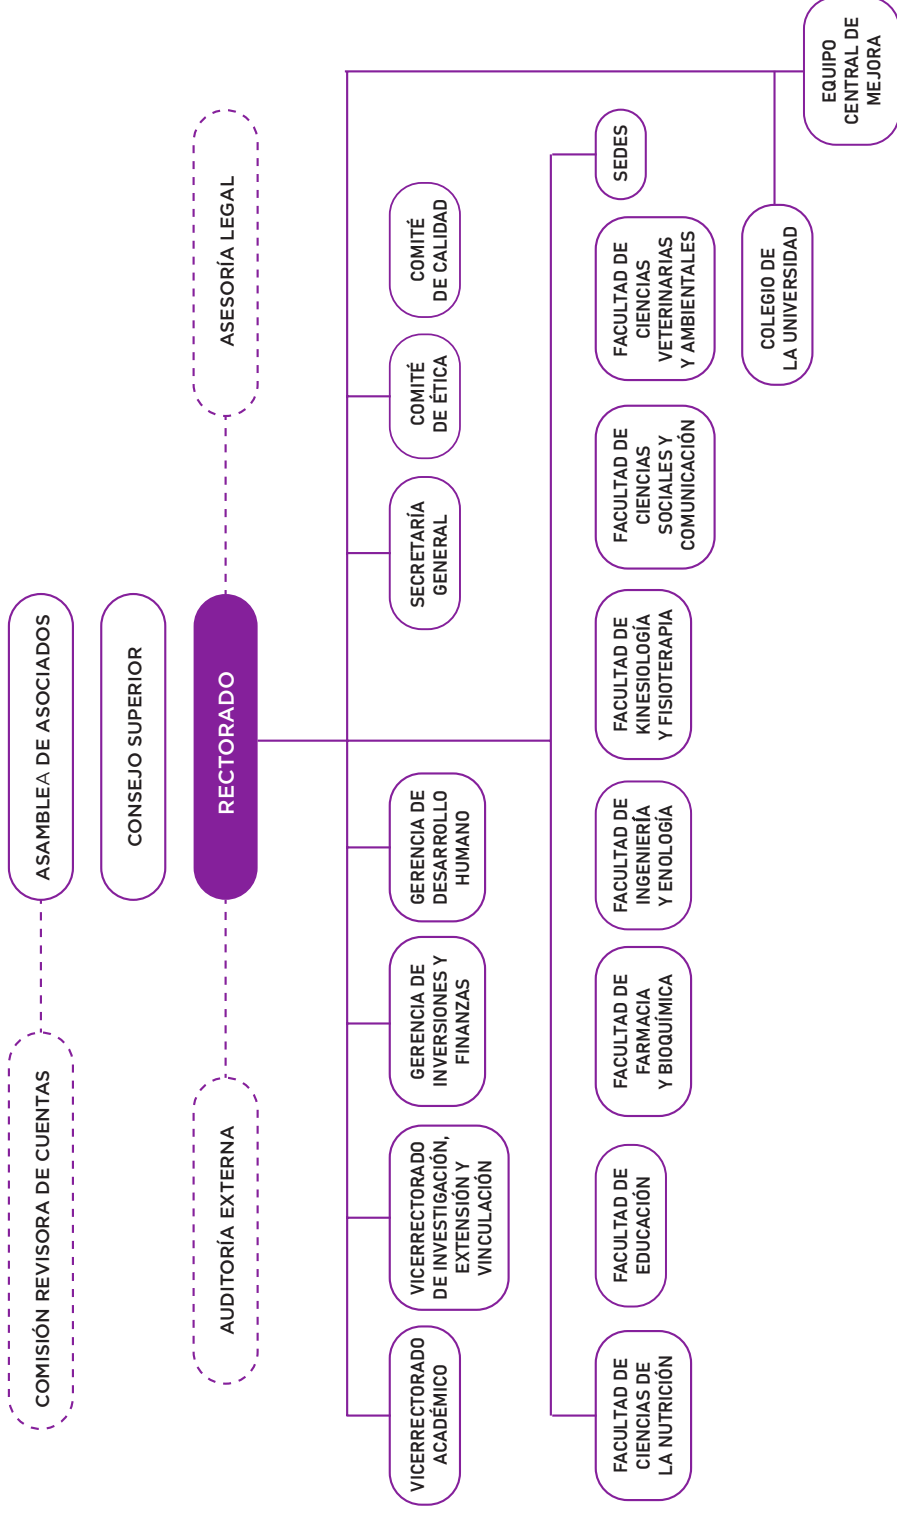 ASAMBLEA DE ASOCIADOS
COMISIÓN REVISORA DE CUENTAS
CONSEJO SUPERIOR
RECTORADO
AUDITORÍA EXTERNA
ASESORÍA LEGAL
VICERRECTORADO
ACADÉMICO
VICERRECTORADO
DE INVESTIGACIÓN,
EXTENSIÓN Y
VINCULACIÓN
GERENCIA DE
INVERSIONES Y
FINANZAS
GERENCIA DE
DESARROLLO
HUMANO
SECRETARÍA
GENERAL
COMITÉ
DE ÉTICA
COMITÉ
DE CALIDAD
FACULTAD DE
CIENCIAS DE
LA NUTRICIÓN
FACULTAD DE
EDUCACIÓN
FACULTAD DE
FARMACIA
Y BIOQUÍMICA
FACULTAD DE
INGENIERÍA
Y ENOLOGÍA
FACULTAD DE
KINESIOLOGÍA
Y FISIOTERAPIA
FACULTAD DE
CIENCIAS
SOCIALES Y
COMUNICACIÓN
FACULTAD DE
CIENCIAS
VETERINARIAS
Y AMBIENTALES
SEDES
COLEGIO DE
LA UNIVERSIDAD
EQUIPO
CENTRAL DE
MEJORA